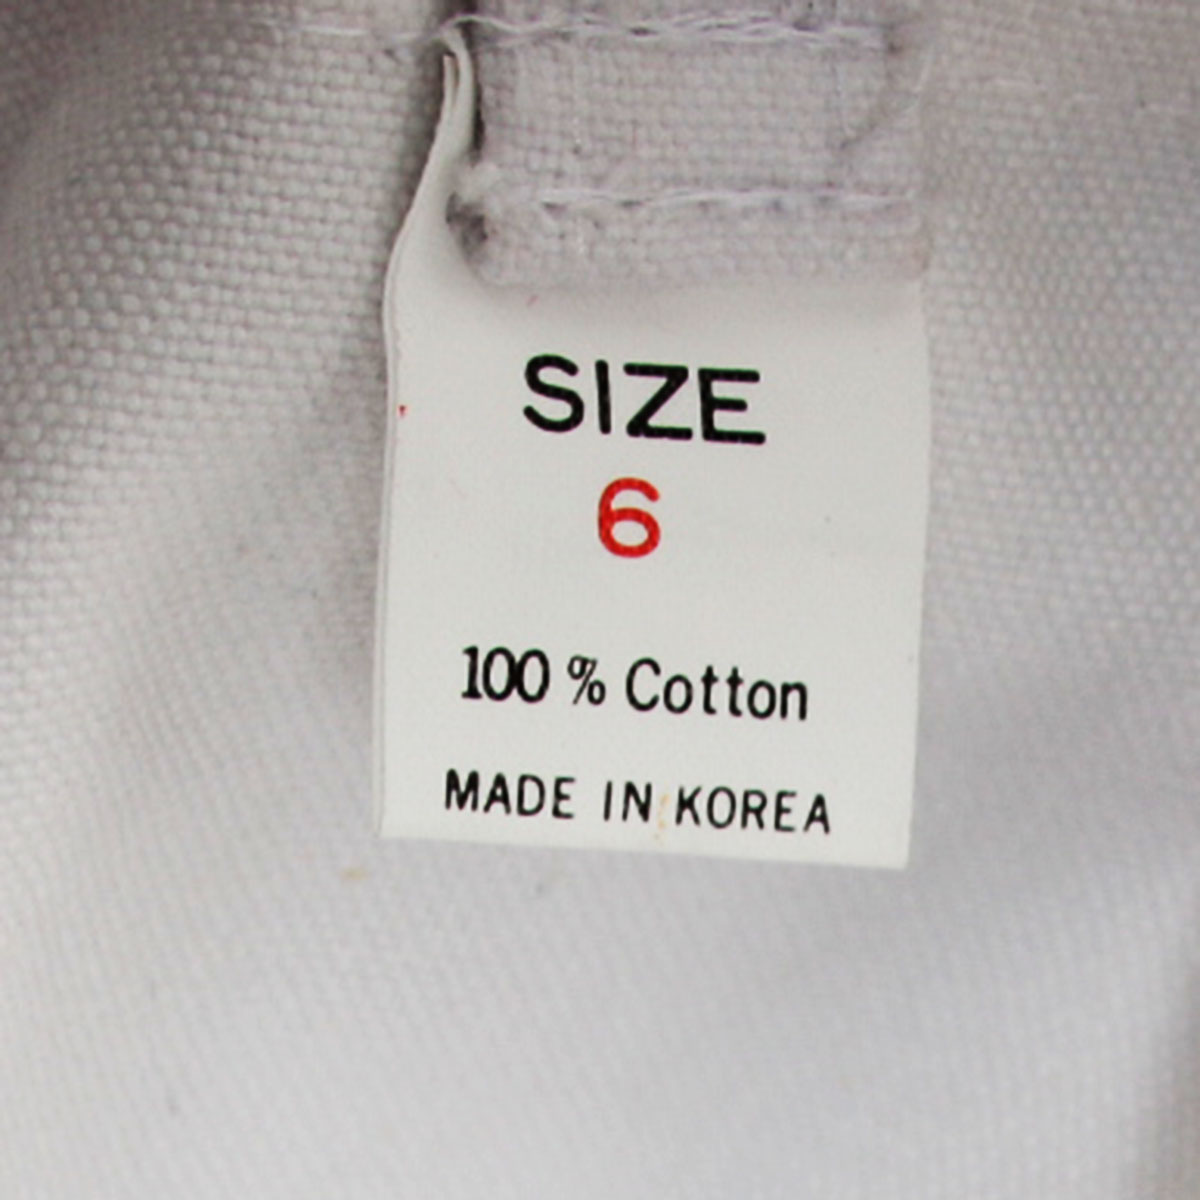 SIZE
6
100 % Cotton
MADE IN KOREA